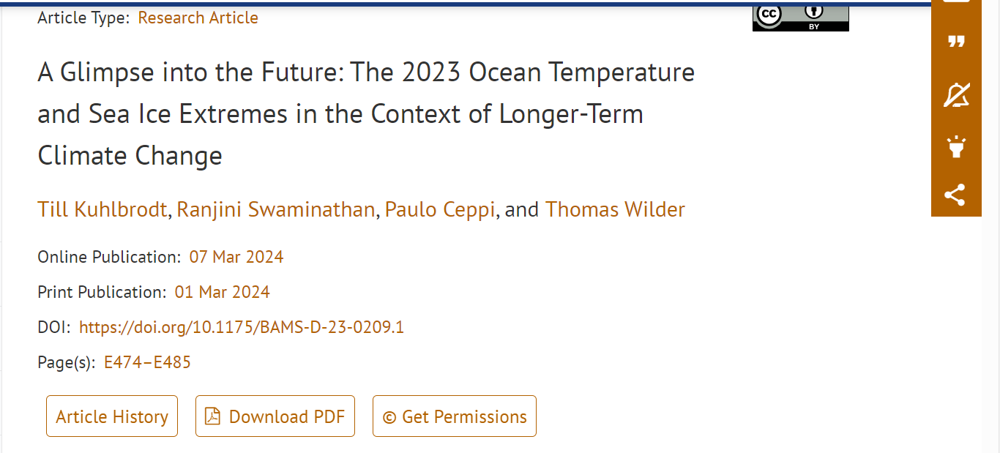 Article Type: Research Article
cc
BY
A Glimpse into the Future: The 2023 Ocean Temperature
and Sea Ice Extremes in the Context of Longer-Term
Climate Change
Till Kuhlbrodt, Ranjini Swaminathan, Paulo Ceppi, and Thomas Wilder
Online Publication: 07 Mar 2024
Print Publication: 01 Mar 2024
DOI: https://doi.org/10.1175/BAMS-D-23-0209.1
Page(s): E474–E485
Article History
Download PDF
© Get Permissions